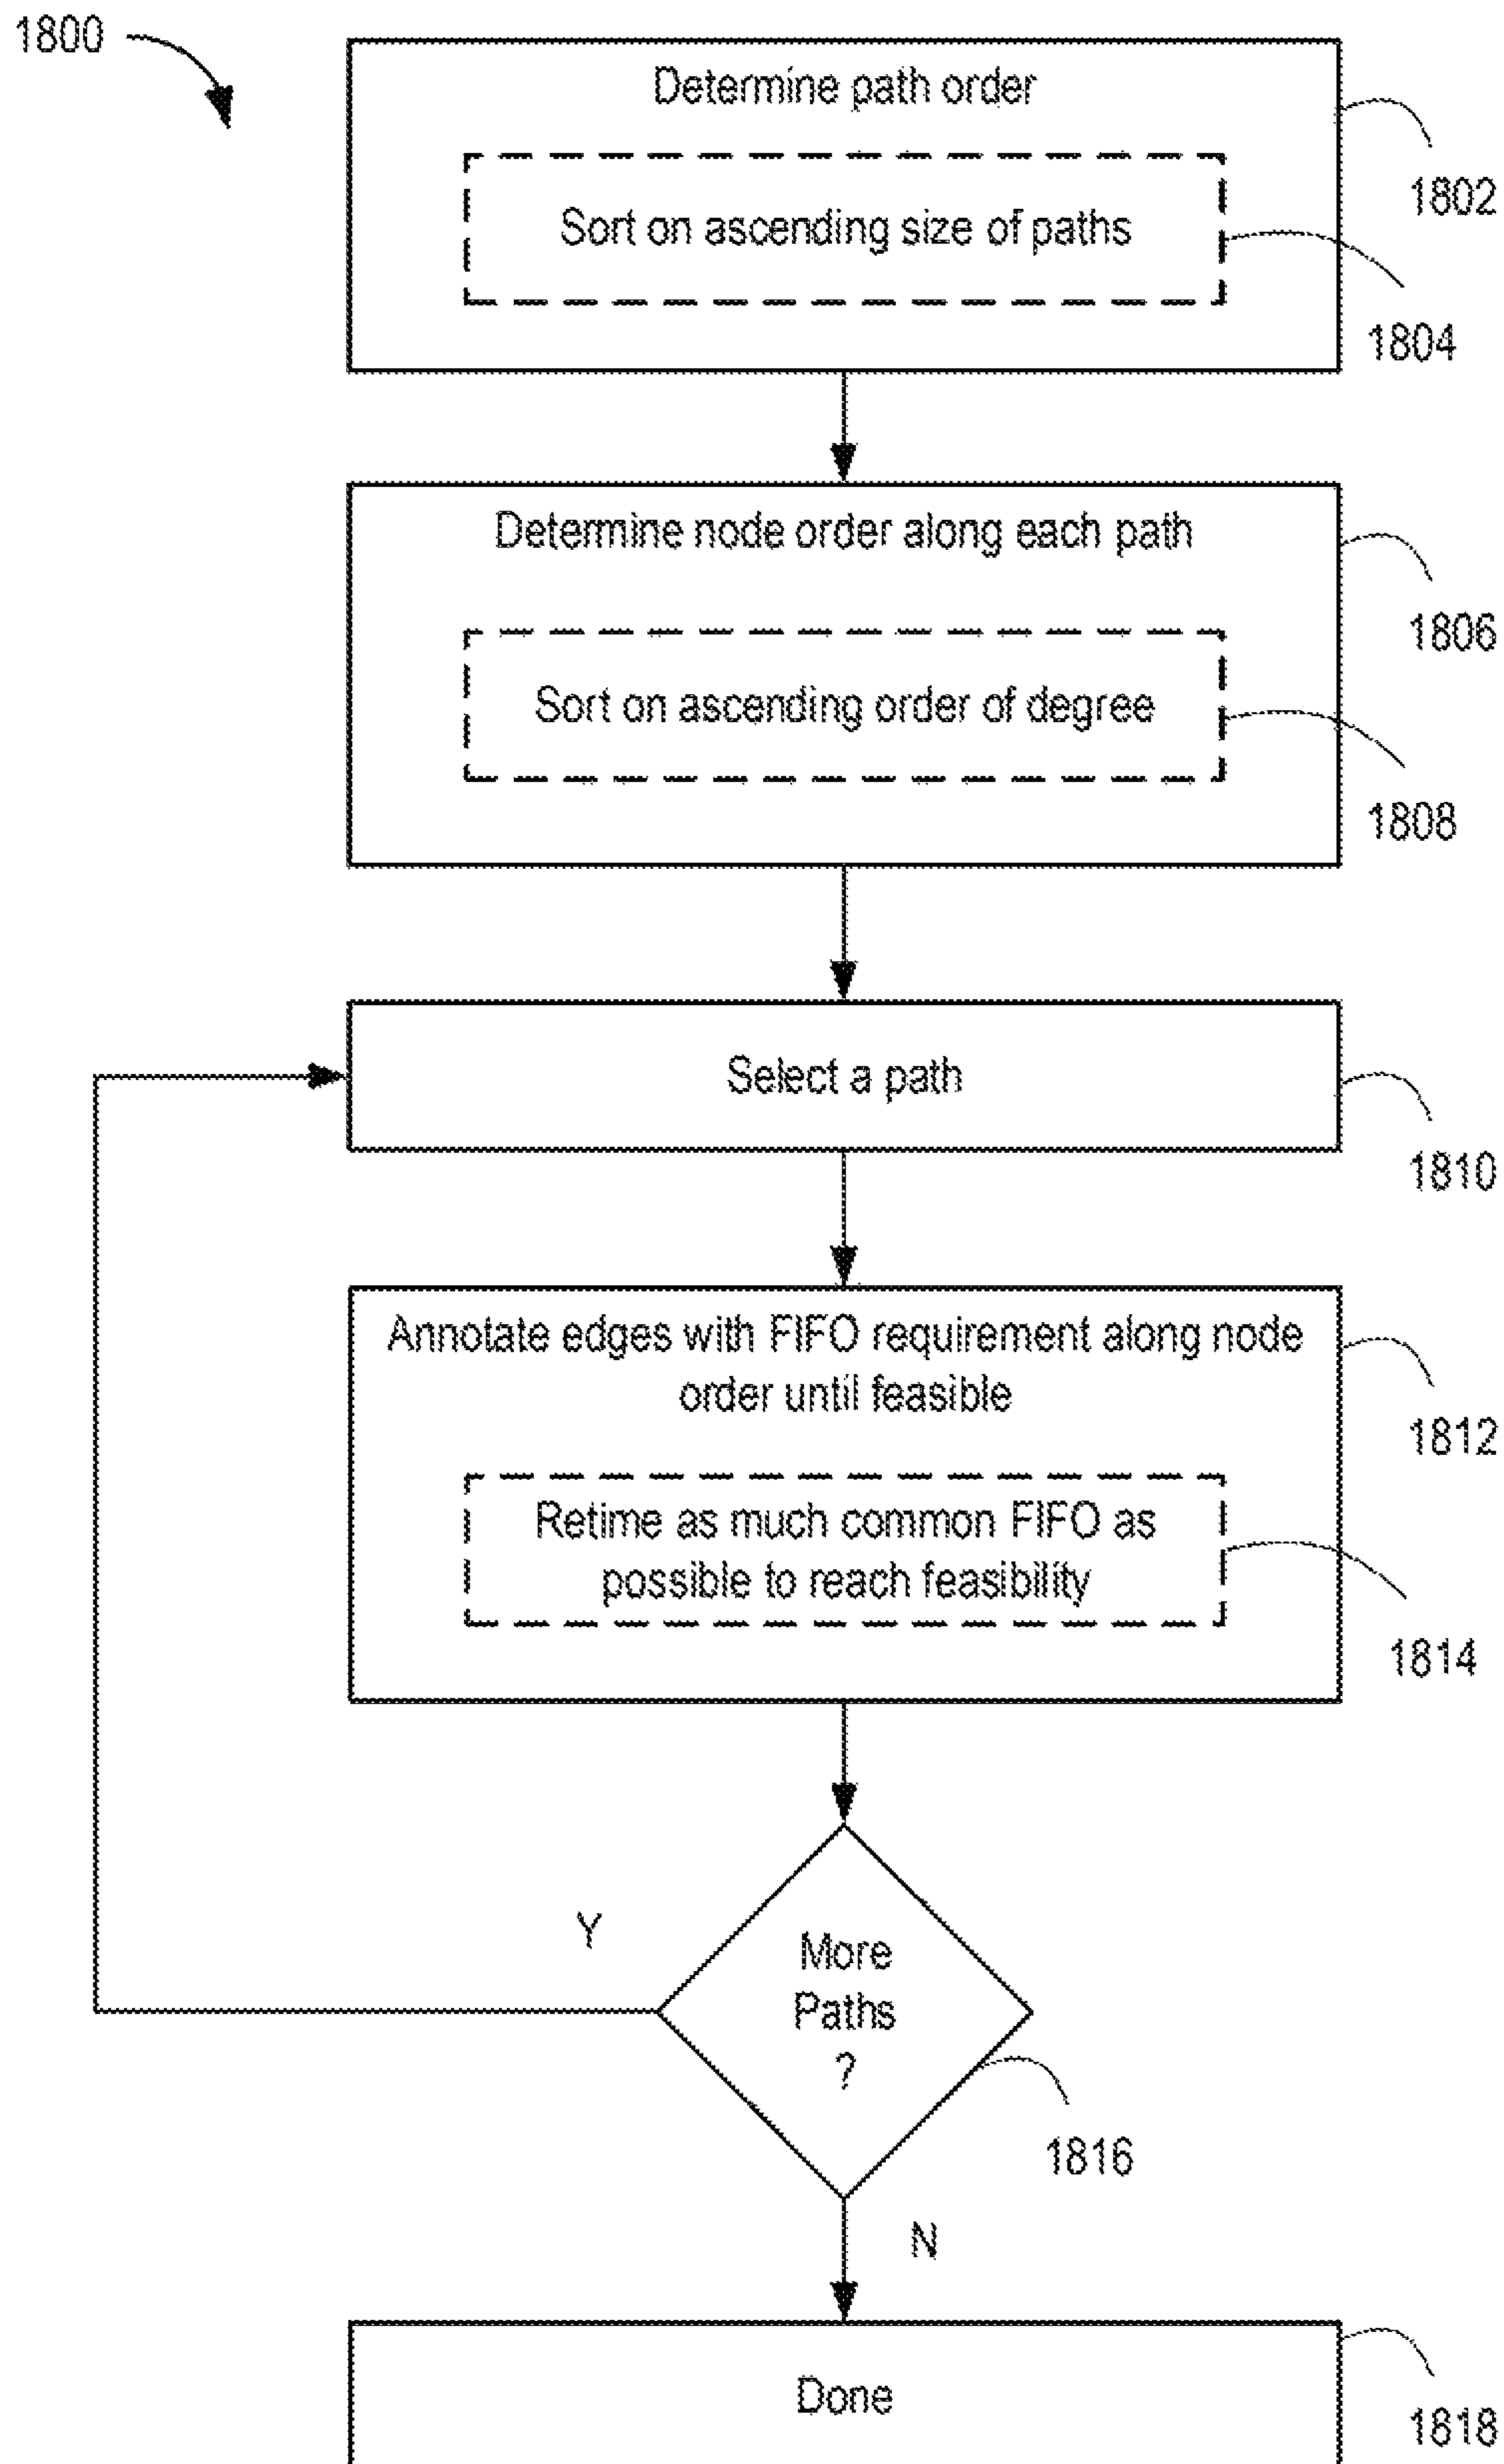 1800
Determine path order
1802
Sort on ascending size of paths
1804
Determine node order along each path
1806
Sort on ascending order of degree
1808
Select a path
1810
Annotate edges with FIFO requirement along node
order until feasible
1812
Retime as much common FIFO as
possible to reach feasibility
1814
Y
More
Paths
?
1816
N
Done
1818